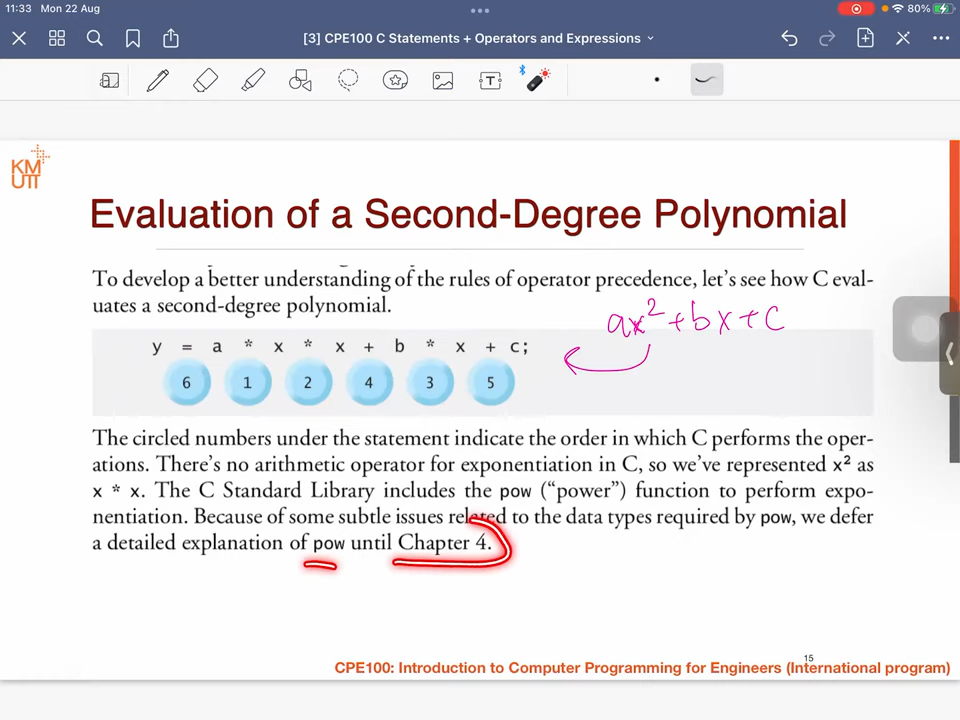 11:33 Mon 22 Aug
80%
[3] CPE100 C Statements + Operators and Expressions
T
KM
UTT
Evaluation of a Second-Degree Polynomial
To develop a better understanding of the rules of operator precedence, let's see how C eval-
uates a second-degree polynomial.
ax²+bx+c
y = a * x * x + b * x + c;
6 1 2 4 3 5
The circled numbers under the statement indicate the order in which C performs the oper-
ations. There's no arithmetic operator for exponentiation in C, so we've represented x² as
x * x. The C Standard Library includes the pow (“power”) function to perform expo-
nentiation. Because of some subtle issues related to the data types required by pow, we defer
a detailed explanation of pow until Chapter 4.
15
CPE100: Introduction to Computer Programming for Engineers (International program)